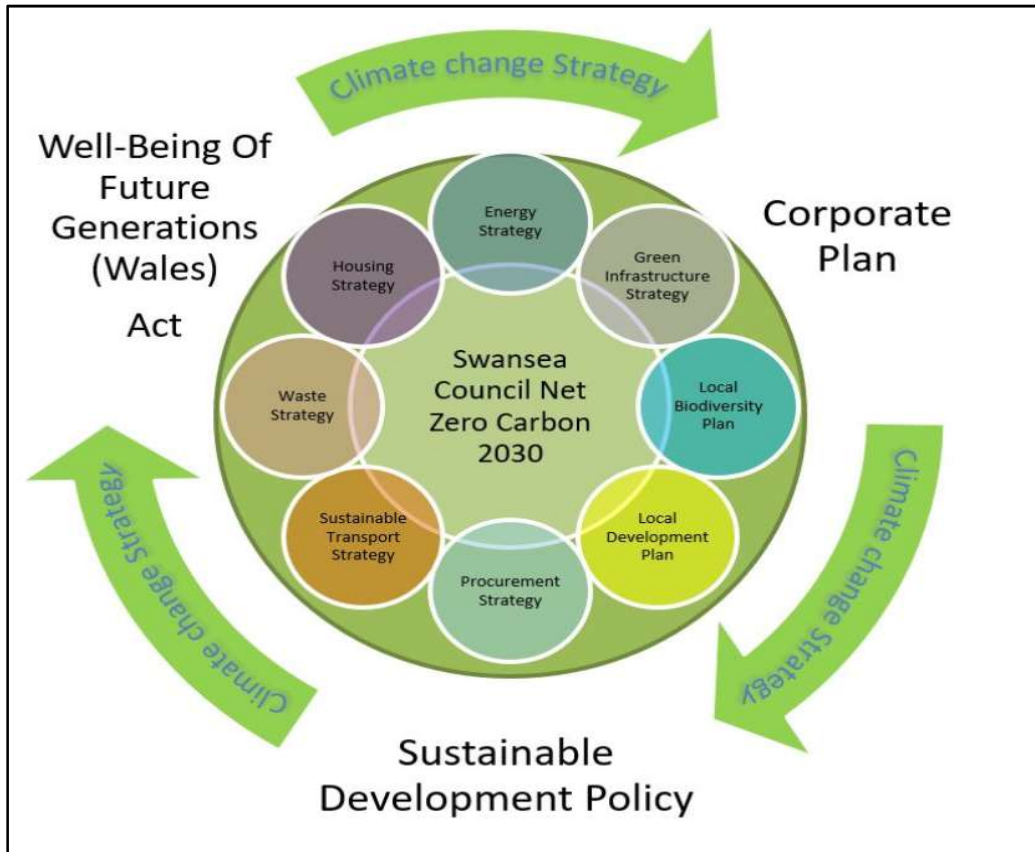 Climate change Strategy
Well-Being Of
Future
Generations
(Wales)
Act
Corporate
Plan
Energy
Strategy
Green
Infrastructure
Strategy
Housing
Strategy
Local
Biodiversity
Plan
Swansea
Council Net
Zero Carbon
2030
Waste
Strategy
Local
Development
Plan
Sustainable
Transport
Strategy
Procurement
Strategy
Climate change Strategy
Climate change Strategy
Sustainable
Development Policy